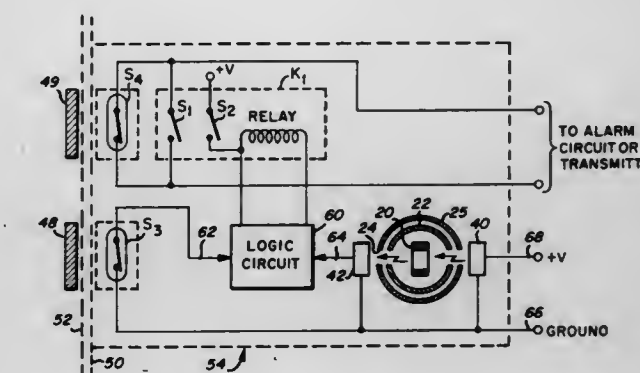 49
S4
+V
K1
S1
S2
RELAY
TO ALARM
CIRCUIT OR
TRANSMITT
48
S3
62
LOGIC
CIRCUIT
60
64
24
42
20
22
25
40
68
+V
66
GROUND
52
50
54